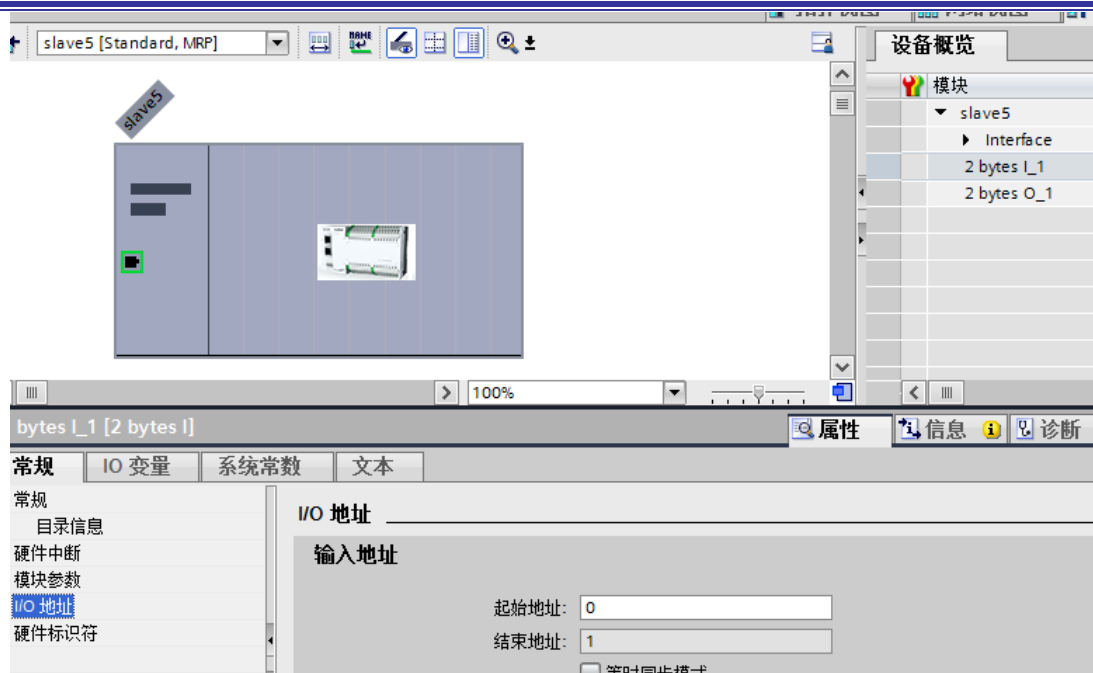 slave5 [Standard, MRP]
NAME
设备概览
slave5
模块
slave5
Interface
2 bytes I_1
2 bytes O_1
100%
bytes I_1 [2 bytes I]
属性
信息
诊断
常规
IO 变量
系统常数
文本
常规
目录信息
硬件中断
模块参数
I/O 地址
硬件标识符
I/O 地址
输入地址
起始地址: 0
结束地址: 1